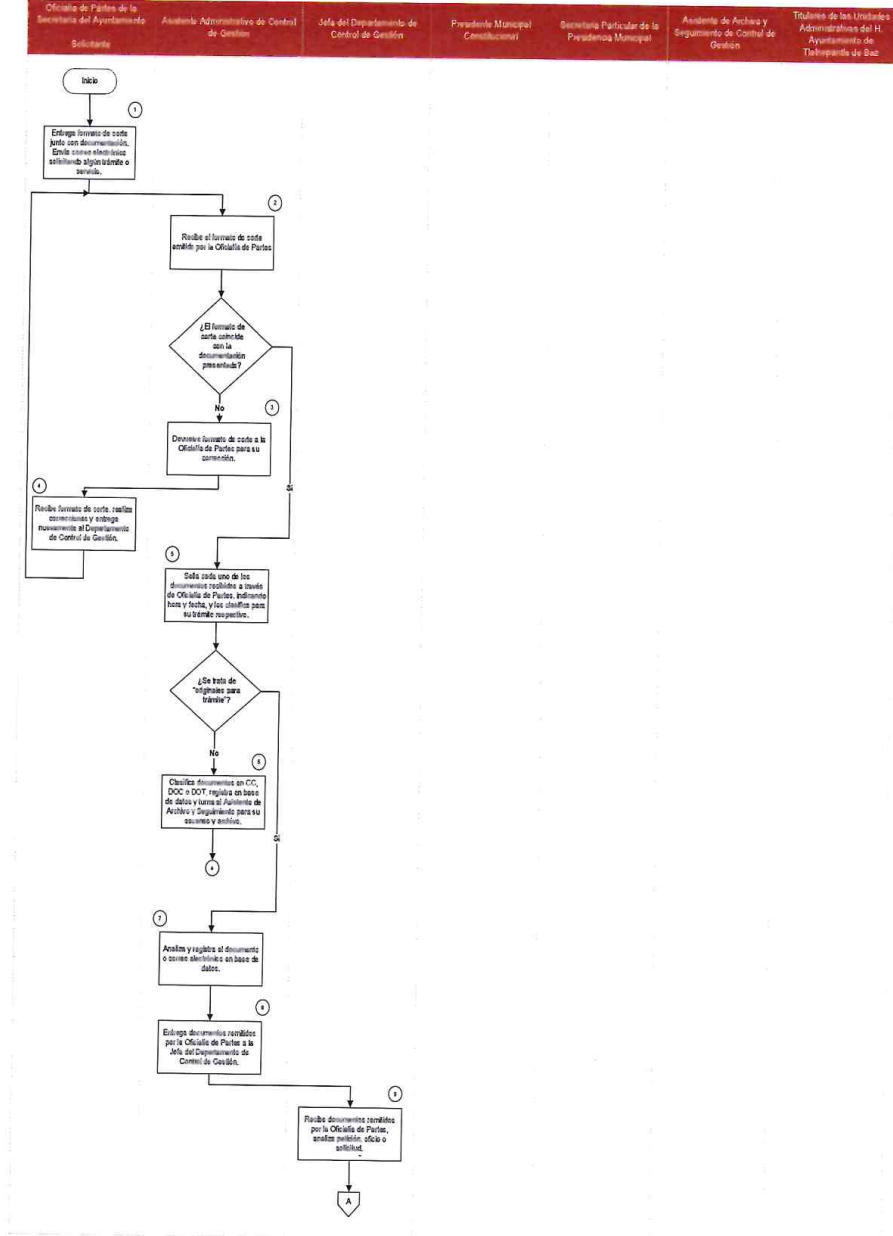 Oficialía de Partes de la
Secretaría del Ayuntamiento
Solicitante
Asistente Administrativo de Control
de Gestión
Jefa del Departamento de
Control de Gestión
Presidente Municipal
Constitucional
Secretaria Particular de la
Presidencia Municipal
Asistente de Archivo y
Seguimiento de Control de
Gestión
Titulares de las Unidades
Administrativas del H.
Ayuntamiento de
Tlalnepantla de Baz
Inicio
1
Entrega formato de corte
junto con documentación.
Envía correo electrónico
solicitando algún trámite o
servicio.
2
Recibe el formato de corte
emitido por la Oficialía de Partes
¿El formato de
corte coincide
con la
documentación
presentada?
No
3
Devuelve formato de corte a la
Oficialía de Partes para su
corrección.
Sí
4
Recibe formato de corte, realiza
correcciones y entrega
nuevamente al Departamento
de Control de Gestión.
5
Sella cada uno de los
documentos recibidos a través
de Oficialía de Partes, indicando
hora y fecha, y los clasifica para
su trámite respectivo.
¿Se trata de
"originales para
trámite"?
No
5
Clasifica documentos en CC,
DOC o DOT, registra en base
de datos y turna al Asistente de
Archivo y Seguimiento para su
escaneo y archivo.
Sí
7
Analiza y registra el documento
o correo electrónico en base de
datos.
8
Entrega documentos remitidos
por la Oficialía de Partes a la
Jefa del Departamento de
Control de Gestión.
9
Recibe documentos remitidos
por la Oficialía de Partes,
analiza petición, oficio o
solicitud.
A